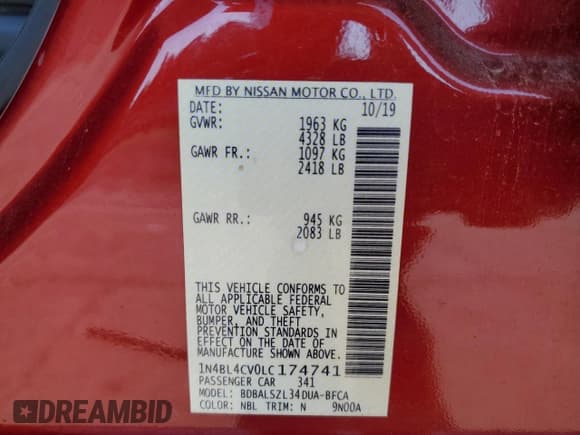 MFD BY NISSAN MOTOR CO., LTD.
DATE: 10/19
GVWR: 1963 KG
4328 LB
GAWR FR.: 1097 KG
2418 LB
GAWR RR.: 945 KG
2083 LB
THIS VEHICLE CONFORMS TO
ALL APPLICABLE FEDERAL
MOTOR VEHICLE SAFETY,
BUMPER, AND THEFT
PREVENTION STANDARDS IN
EFFECT ON THE DATE OF
MANUFACTURE SHOWN ABOVE.
1N4BL4CV0LC174741
PASSENGER CAR 341
MODEL: BDBALSZL34DUA-BFCA
COLOR: NBL TRIM: N 9N00A
DREAMBID